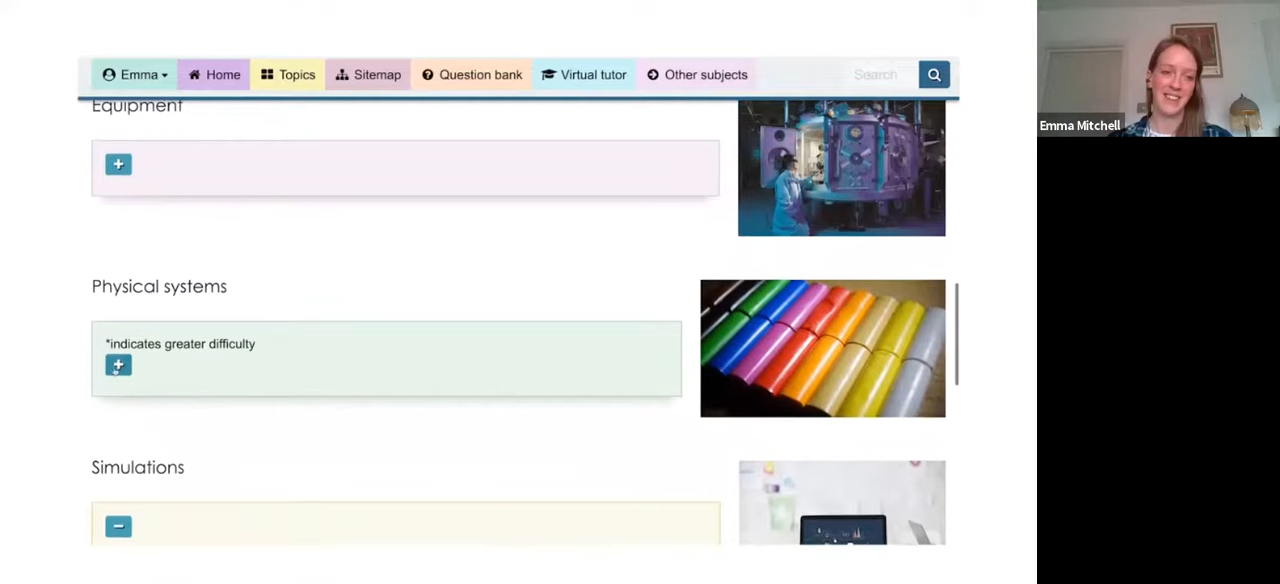 Emma Home Topics Sitemap Question bank Virtual tutor Other subjects Search
Emma Mitchell
Equipment
Physical systems
*indicates greater difficulty
Simulations